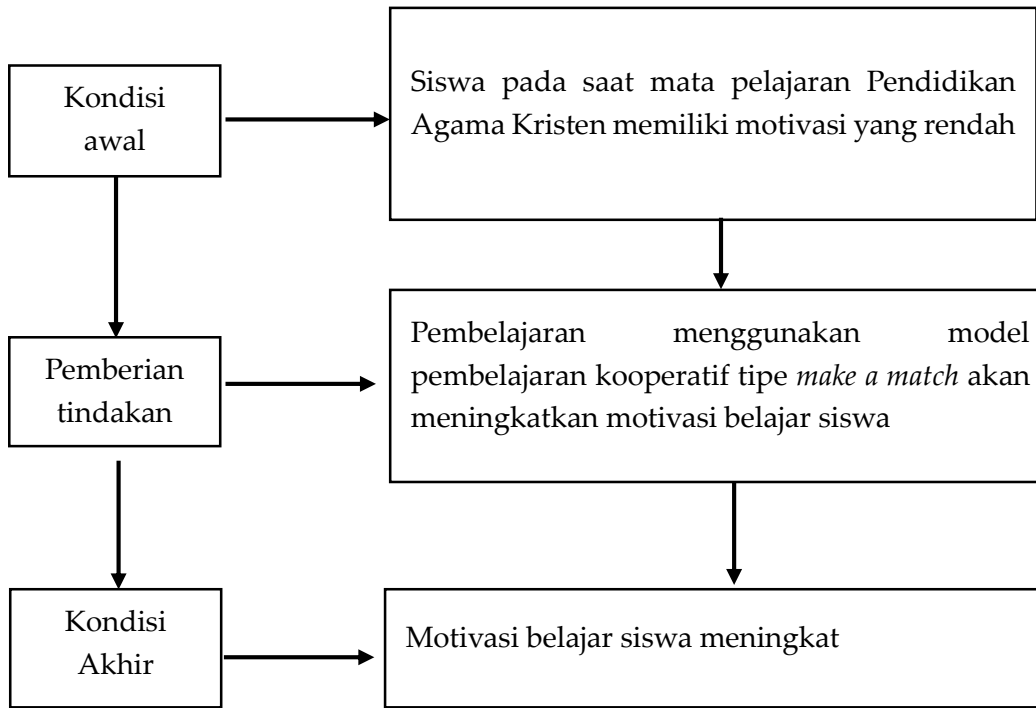 Kondisi
awal
Siswa pada saat mata pelajaran Pendidikan
Agama Kristen memiliki motivasi yang rendah
Pemberian
tindakan
Pembelajaran menggunakan model
pembelajaran kooperatif tipe make a match akan
meningkatkan motivasi belajar siswa
Kondisi
Akhir
Motivasi belajar siswa meningkat